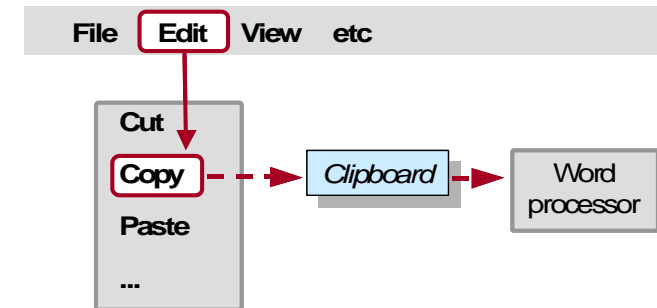 File Edit View etc
Cut
Copy
Clipboard
Word
processor
Paste
...